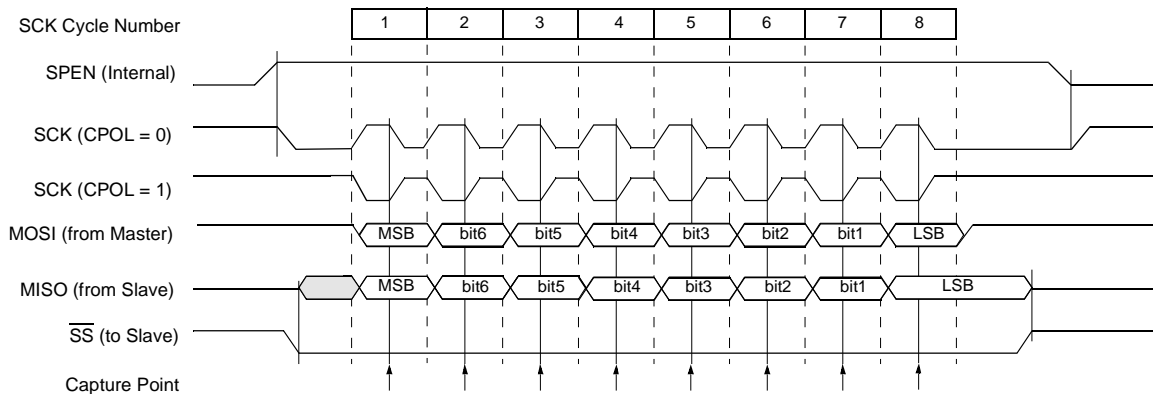 SCK Cycle Number 1 2 3 4 5 6 7 8
SPEN (Internal)
SCK (CPOL = 0)
SCK (CPOL = 1)
MOSI (from Master) MSB bit6 bit5 bit4 bit3 bit2 bit1 LSB
MISO (from Slave) MSB bit6 bit5 bit4 bit3 bit2 bit1 LSB
S̅S̅ (to Slave)
Capture Point